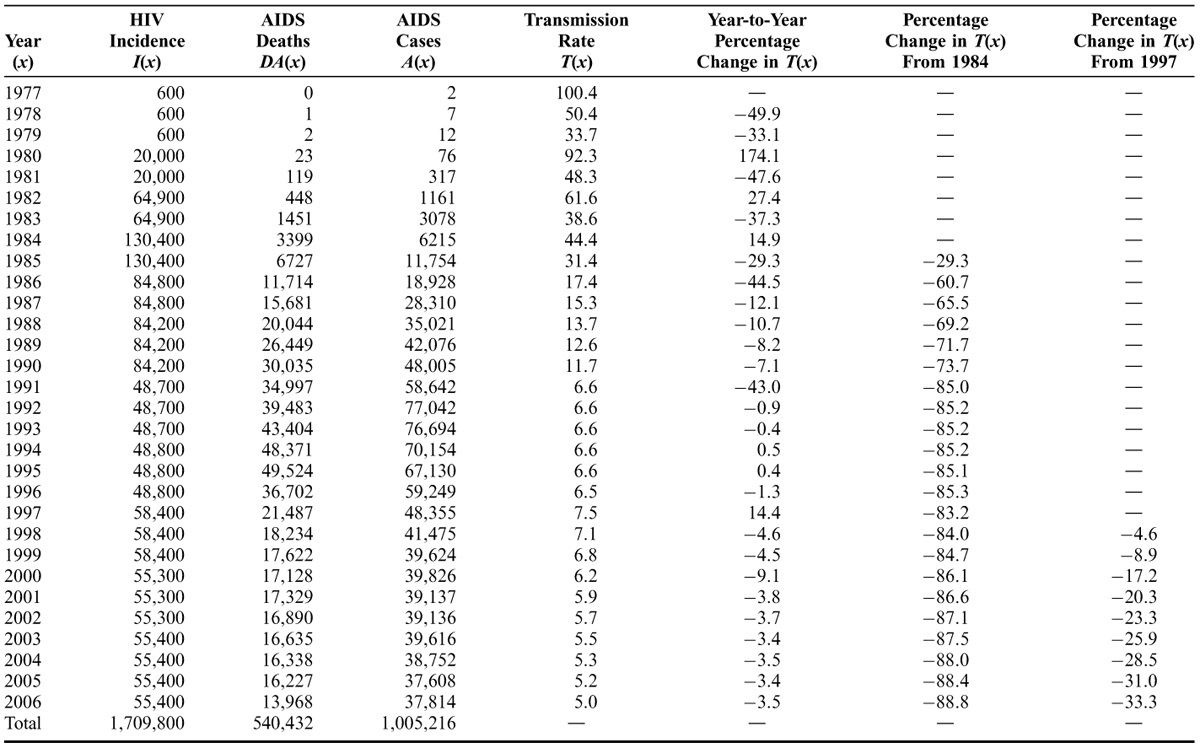 HIV AIDS AIDS Transmission Year-to-Year Percentage Percentage
Year Incidence Deaths Cases Rate Percentage Change in T(x) Change in T(x)
(x) I(x) DA(x) A(x) T(x) Change in T(x) From 1984 From 1997
1977 600 0 2 100.4 — — —
1978 600 1 7 50.4 −49.9 — —
1979 600 2 12 33.7 −33.1 — —
1980 20,000 23 76 92.3 174.1 — —
1981 20,000 119 317 48.3 −47.6 — —
1982 64,900 448 1161 61.6 27.4 — —
1983 64,900 1451 3078 38.6 −37.3 — —
1984 130,400 3399 6215 44.4 14.9 — —
1985 130,400 6727 11,754 31.4 −29.3 −29.3 —
1986 84,800 11,714 18,928 17.4 −44.5 −60.7 —
1987 84,800 15,681 28,310 15.3 −12.1 −65.5 —
1988 84,200 20,044 35,021 13.7 −10.7 −69.2 —
1989 84,200 26,449 42,076 12.6 −8.2 −71.7 —
1990 84,200 30,035 48,005 11.7 −7.1 −73.7 —
1991 48,700 34,997 58,642 6.6 −43.0 −85.0 —
1992 48,700 39,483 77,042 6.6 −0.9 −85.2 —
1993 48,700 43,404 76,694 6.6 −0.4 −85.2 —
1994 48,800 48,371 70,154 6.6 0.5 −85.2 —
1995 48,800 49,524 67,130 6.6 0.4 −85.1 —
1996 48,800 36,702 59,249 6.5 −1.3 −85.3 —
1997 58,400 21,487 48,355 7.5 14.4 −83.2 —
1998 58,400 18,234 41,475 7.1 −4.6 −84.0 −4.6
1999 58,400 17,622 39,624 6.8 −4.5 −84.7 −8.9
2000 55,300 17,128 39,826 6.2 −9.1 −86.1 −17.2
2001 55,300 17,329 39,137 5.9 −3.8 −86.6 −20.3
2002 55,300 16,890 39,136 5.7 −3.7 −87.1 −23.3
2003 55,400 16,635 39,616 5.5 −3.4 −87.5 −25.9
2004 55,400 16,338 38,752 5.3 −3.5 −88.0 −28.5
2005 55,400 16,227 37,608 5.2 −3.4 −88.4 −31.0
2006 55,400 13,968 37,814 5.0 −3.5 −88.8 −33.3
Total 1,709,800 540,432 1,005,216 — — — —